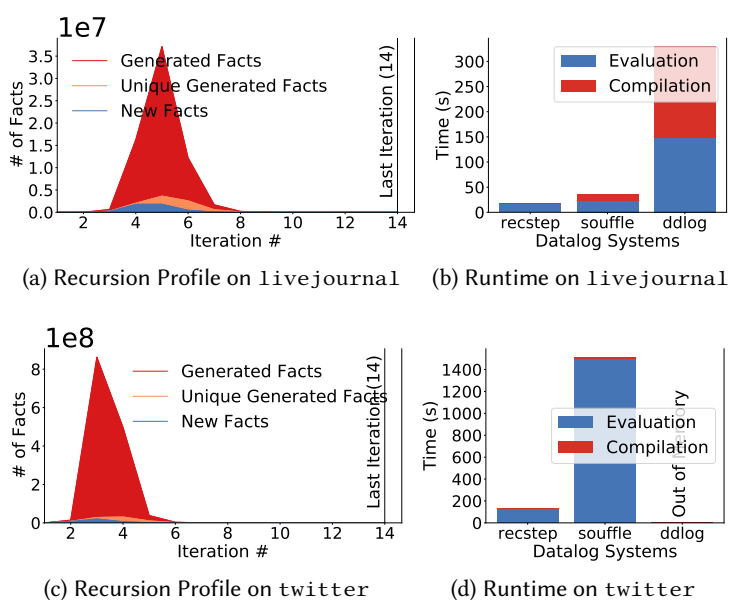 1e7
3.5
3.0
2.5
2.0
1.5
1.0
0.5
0.0
# of Facts
Generated Facts
Unique Generated Facts
New Facts
Last Iteration (14)
2 4 6 8 10 12 14
Iteration #
(a) Recursion Profile on livejournal
300
250
200
150
100
50
0
Time (s)
Evaluation
Compilation
recstep souffle ddlog
Datalog Systems
(b) Runtime on livejournal
1e8
8
6
4
2
0
# of Facts
Generated Facts
Unique Generated Facts
New Facts
Last Iteration (14)
2 4 6 8 10 12 14
Iteration #
(c) Recursion Profile on twitter
1400
1200
1000
800
600
400
200
0
Time (s)
Evaluation
Compilation
Out of Memory
recstep souffle ddlog
Datalog Systems
(d) Runtime on twitter